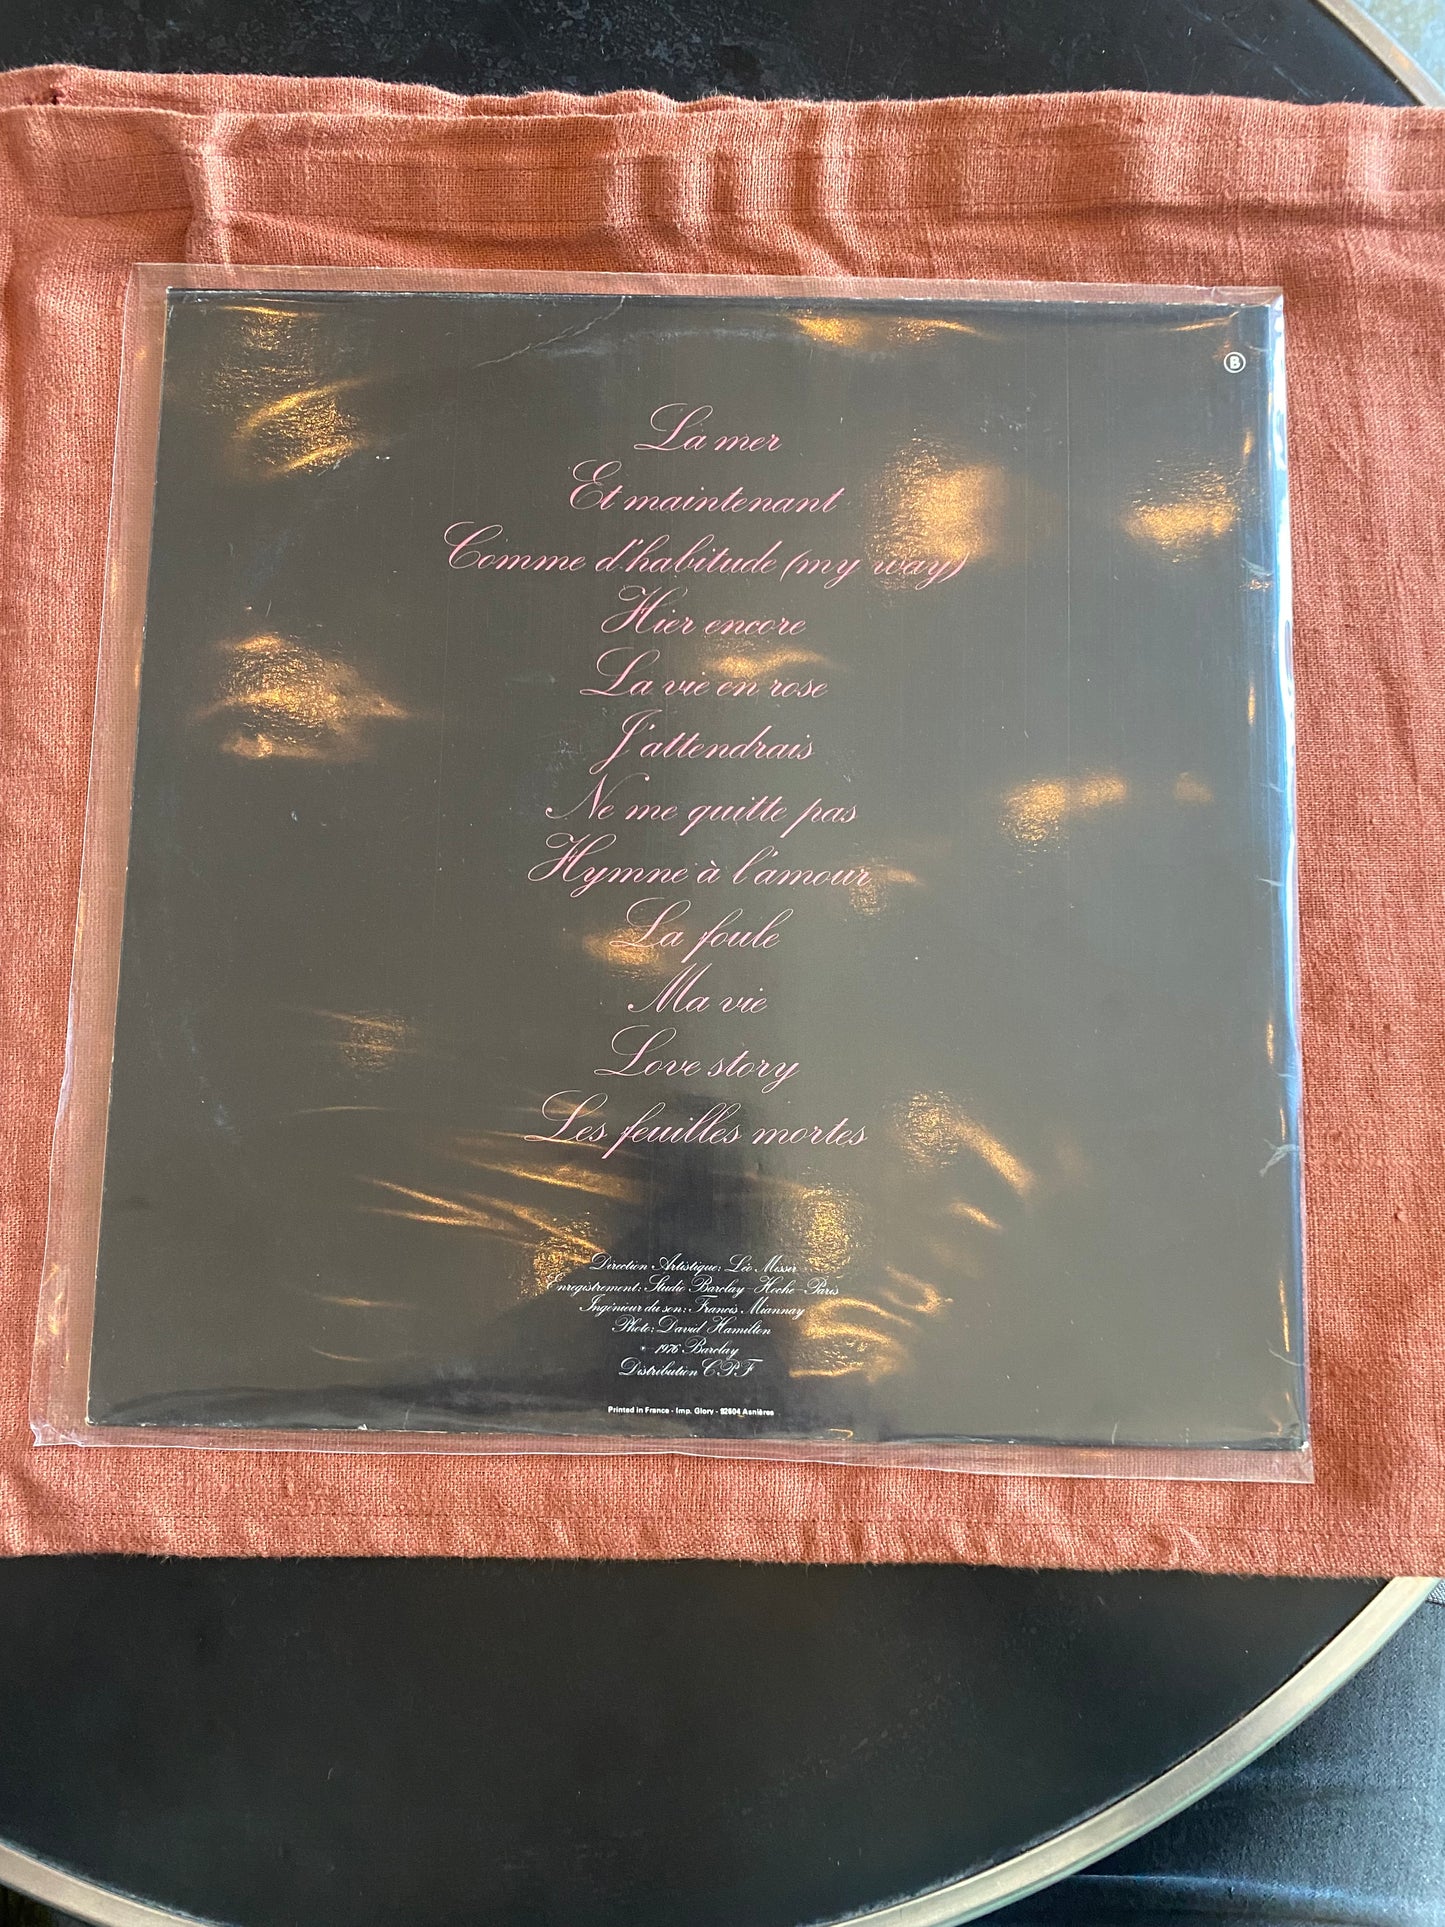 B
La mer
Et maintenant
Comme d'habitude (my way)
Hier encore
La vie en rose
J'attendrais
Ne me quitte pas
Hymne à l'amour
La foule
Ma vie
Love story
Les feuilles mortes
Direction Artistique: Léo Missir
Enregistrement: Studio Barclay-Hoche-Paris
Ingénieur du son: Francis Miannay
Photo: David Hamilton
1976 Barclay
Distribution CPF
Printed in France - Imp. Glory - 92604 Asnières